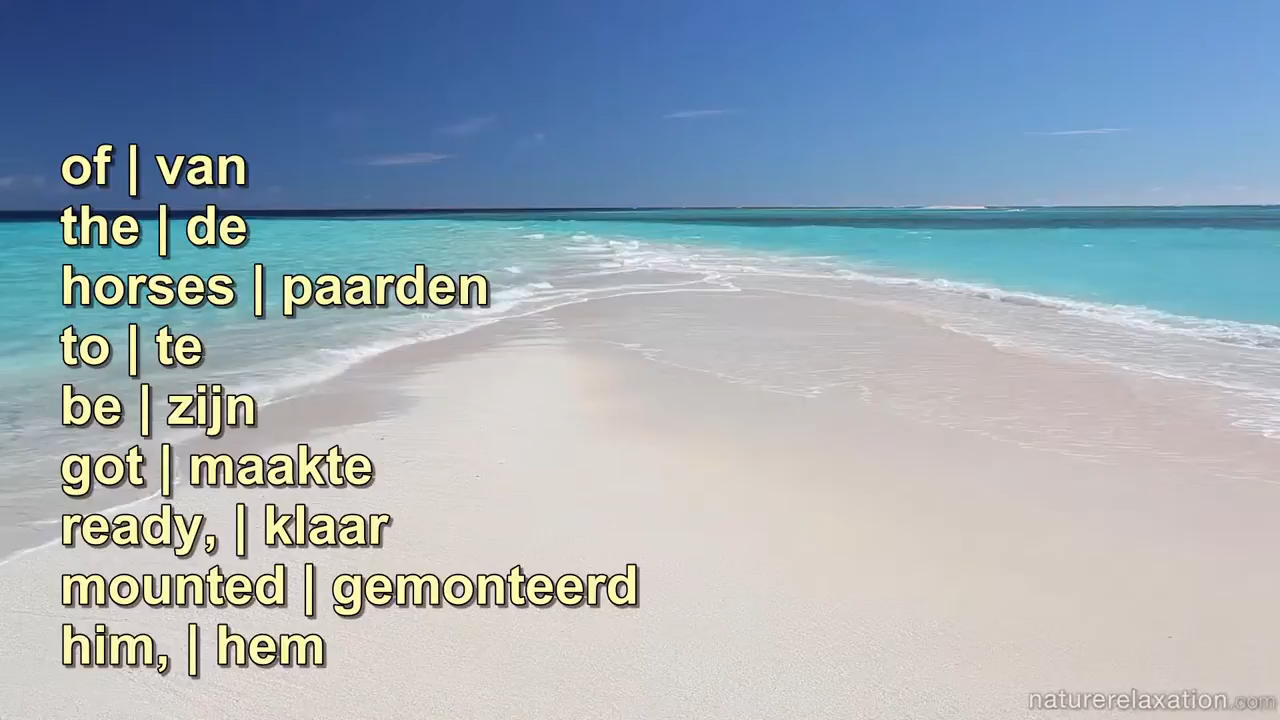 of | van
the | de
horses | paarden
to | te
be | zijn
got | maakte
ready, | klaar
mounted | gemonteerd
him, | hem
naturerelaxation.com